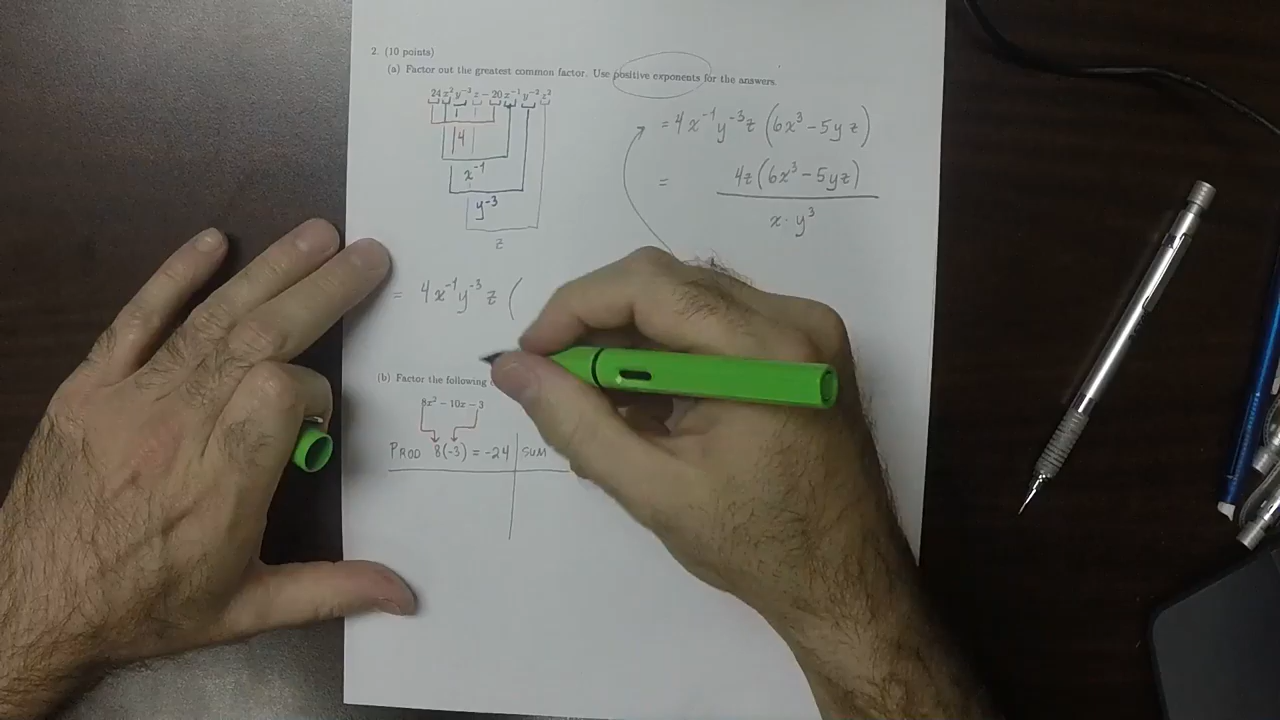 2. (10 points)
(a) Factor out the greatest common factor. Use positive exponents for the answers.
24x²y⁻²z − 20x⁻¹y⁻²z²
4
x⁻¹
y⁻³
z
= 4x⁻¹y⁻³z (6x³ − 5yz)
= 4z(6x³ − 5yz)
x · y³
= 4x⁻¹y⁻³z (
(b) Factor the following
8x² − 10x − 3
PROD 8(-3) = -24 SUM